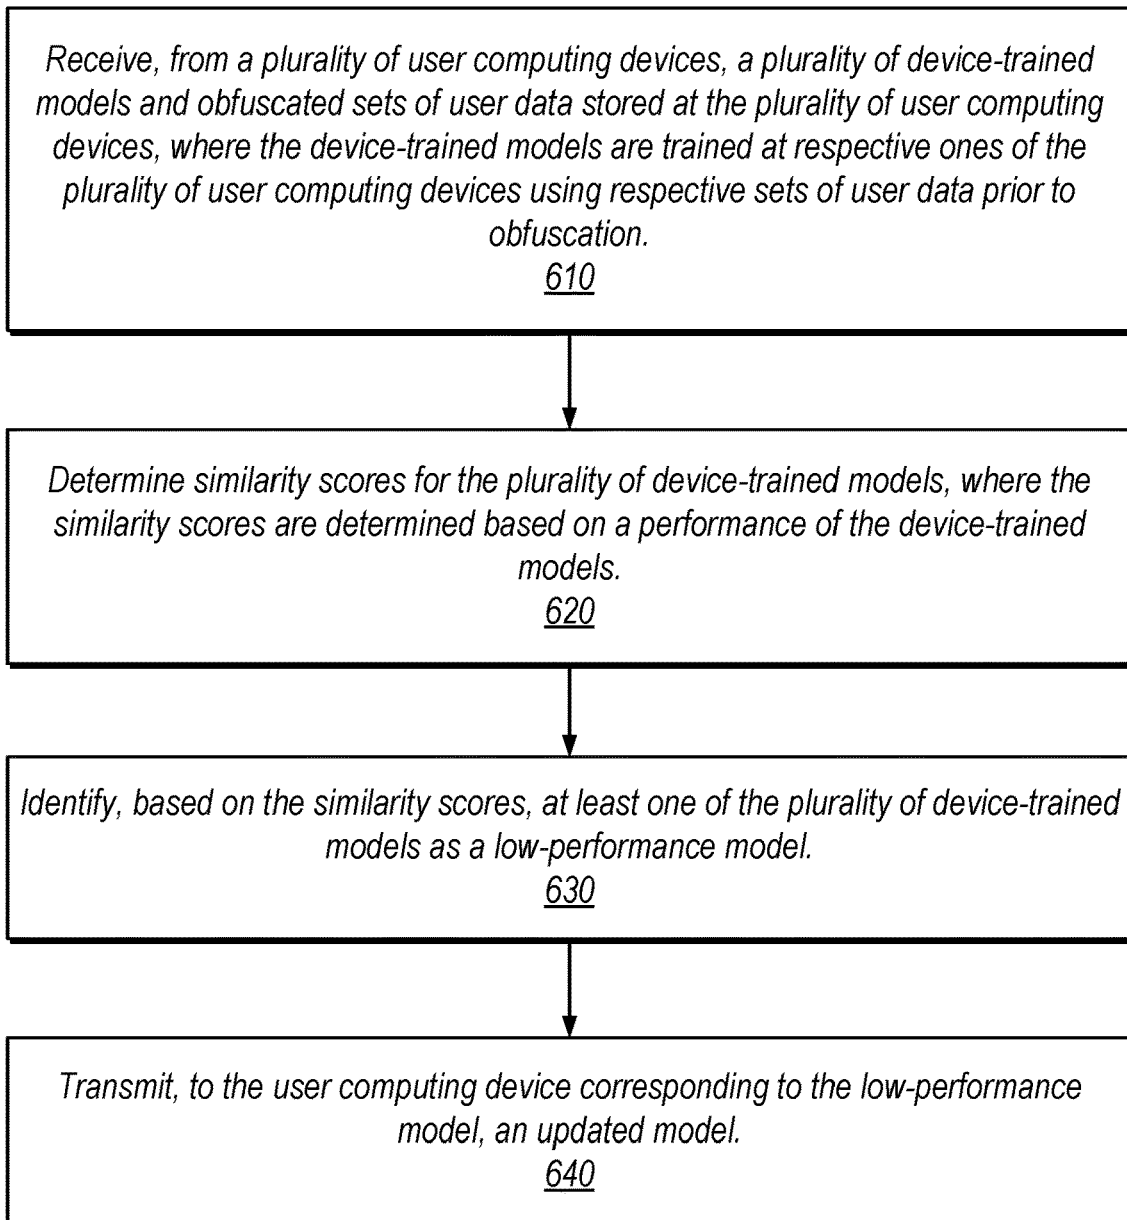 Receive, from a plurality of user computing devices, a plurality of device-trained
models and obfuscated sets of user data stored at the plurality of user computing
devices, where the device-trained models are trained at respective ones of the
plurality of user computing devices using respective sets of user data prior to
obfuscation.
610
Determine similarity scores for the plurality of device-trained models, where the
similarity scores are determined based on a performance of the device-trained
models.
620
Identify, based on the similarity scores, at least one of the plurality of device-trained
models as a low-performance model.
630
Transmit, to the user computing device corresponding to the low-performance
model, an updated model.
640